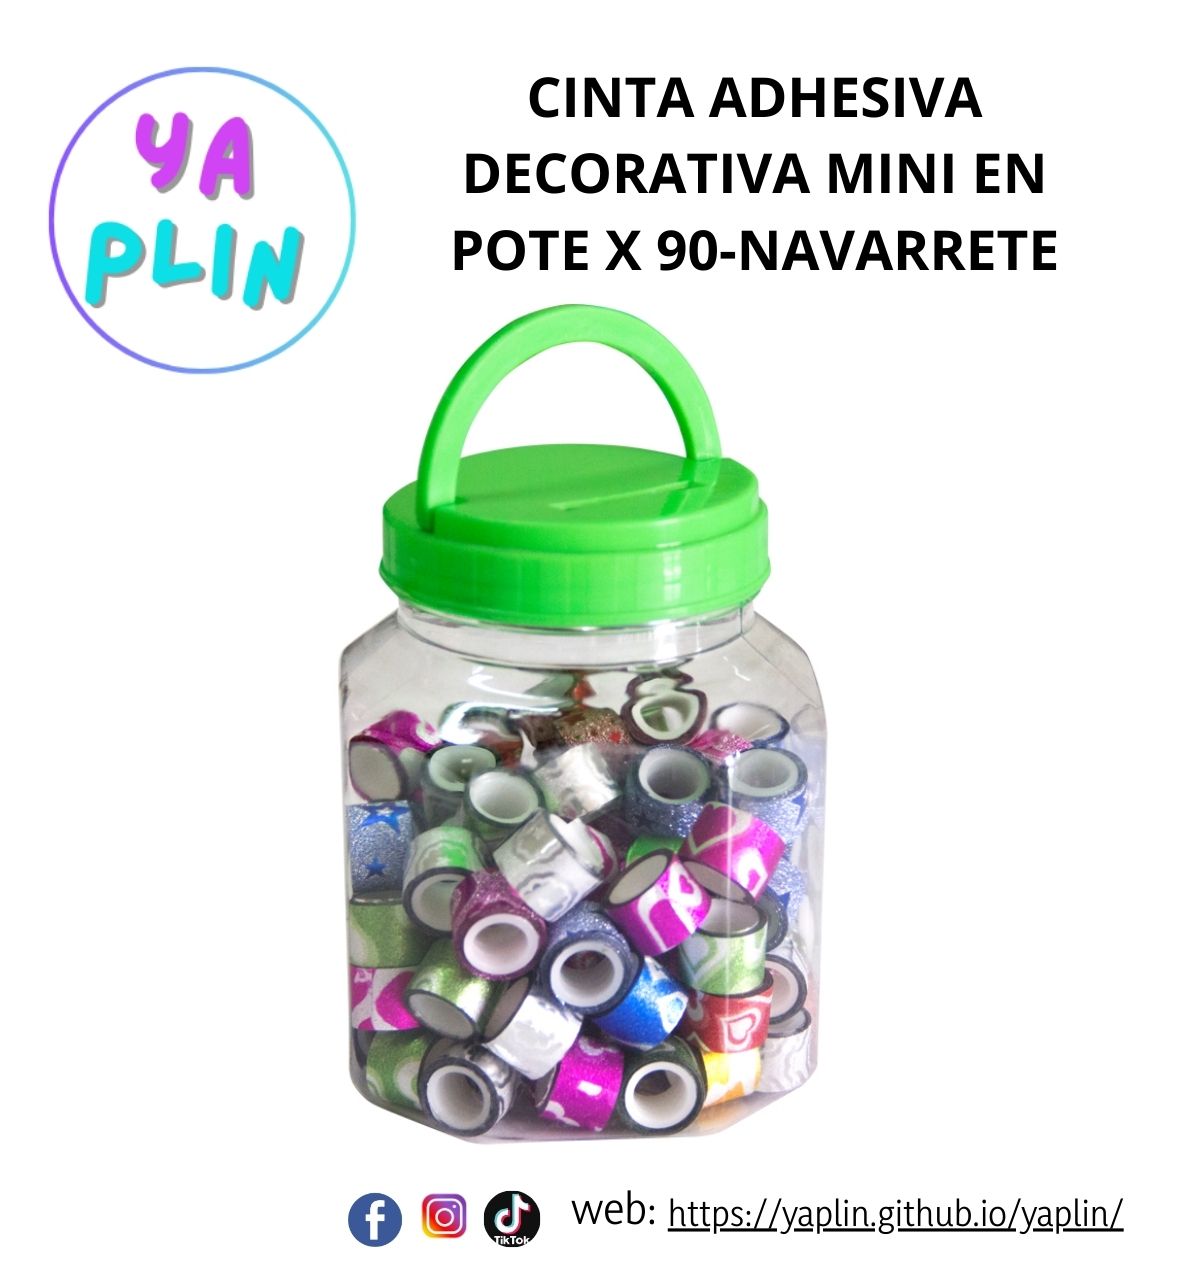 YA
PLIN
CINTA ADHESIVA
DECORATIVA MINI EN
POTE X 90-NAVARRETE
TikTok
web: https://yaplin.github.io/yaplin/